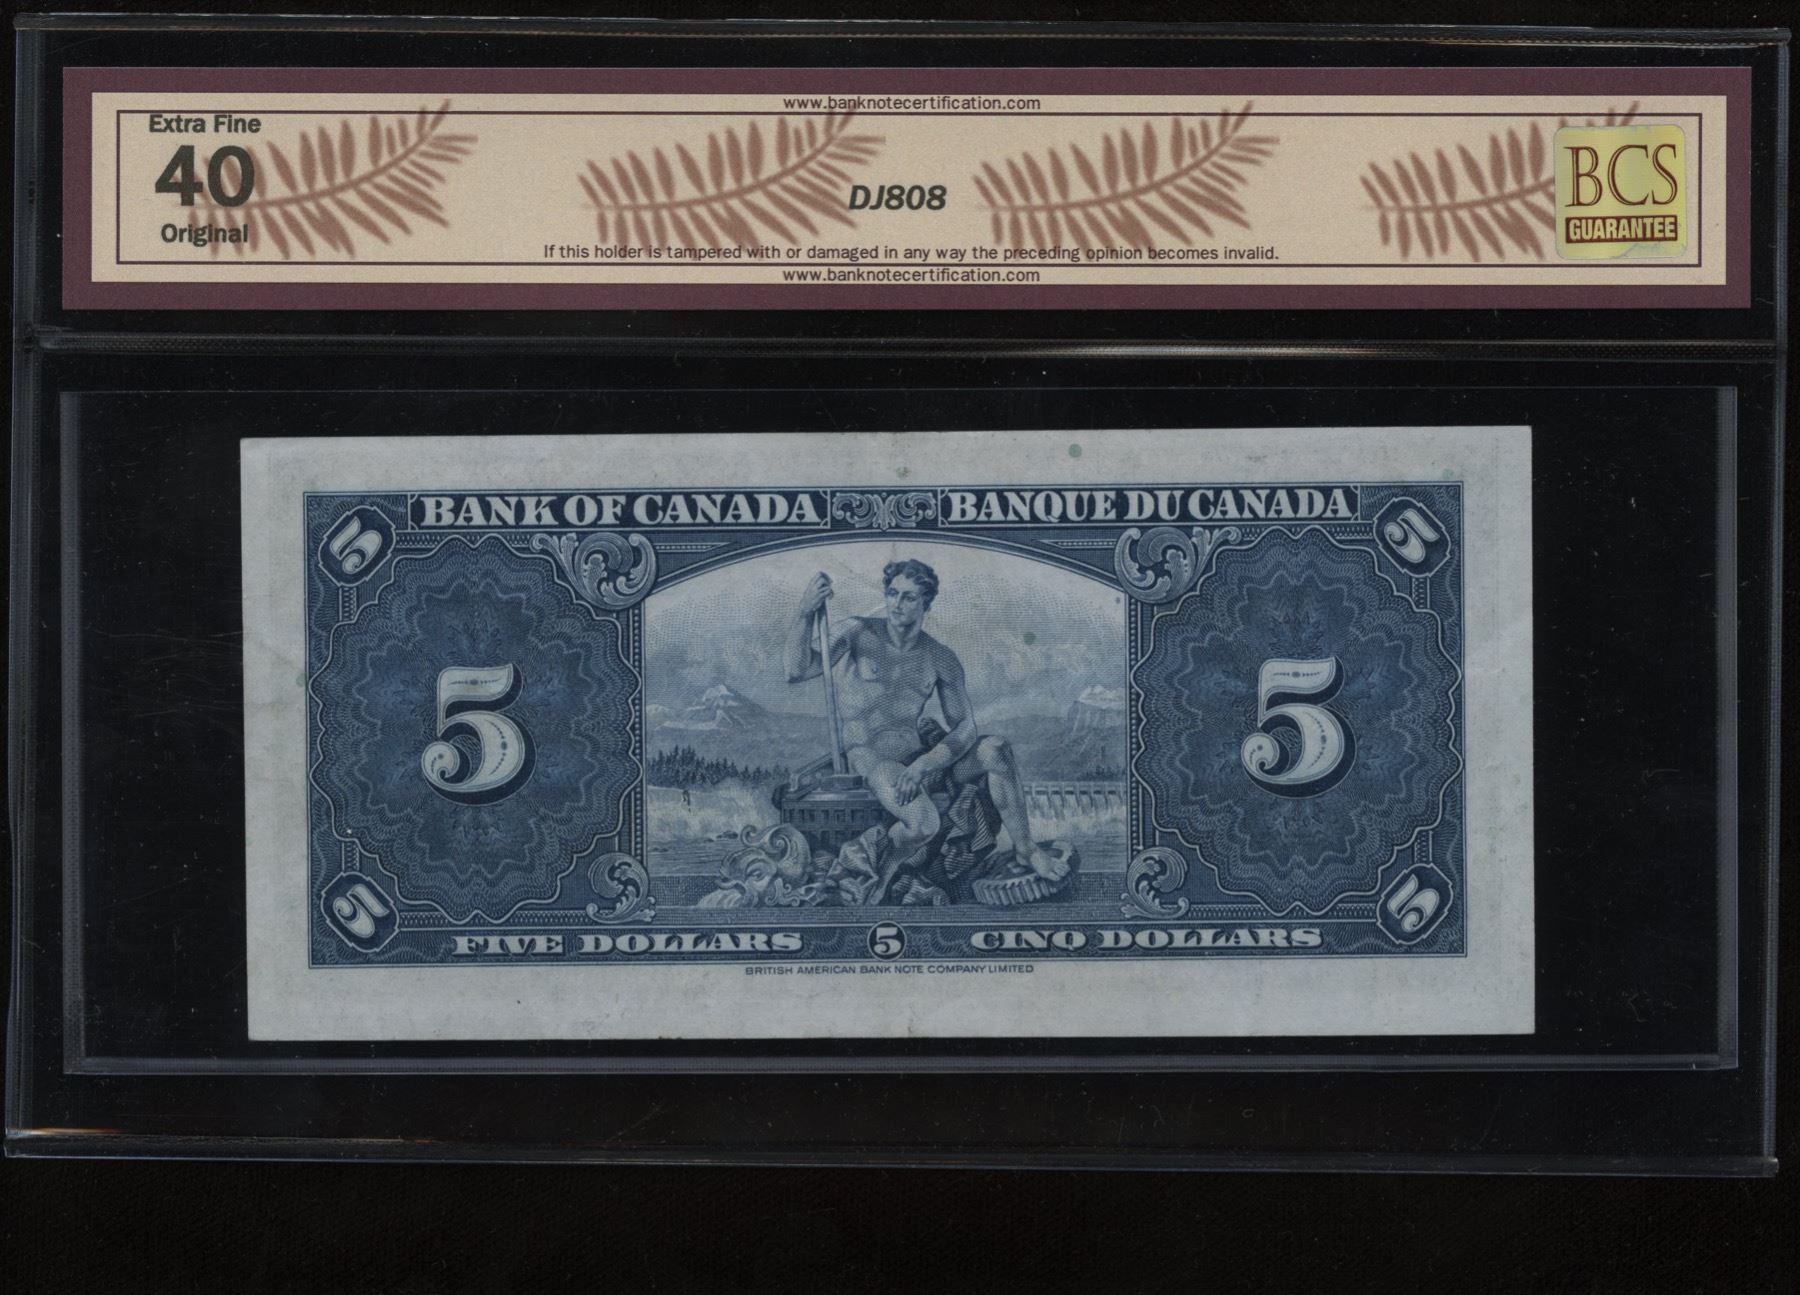 www.banknotecertification.com
Extra Fine
40
Original
DJ808
BCS
GUARANTEE
If this holder is tampered with or damaged in any way the preceding opinion becomes invalid.
www.banknotecertification.com
5 BANK OF CANADA BANQUE DU CANADA 5
5 5
5 FIVE DOLLARS 5 CINQ DOLLARS 5
BRITISH AMERICAN BANK NOTE COMPANY LIMITED